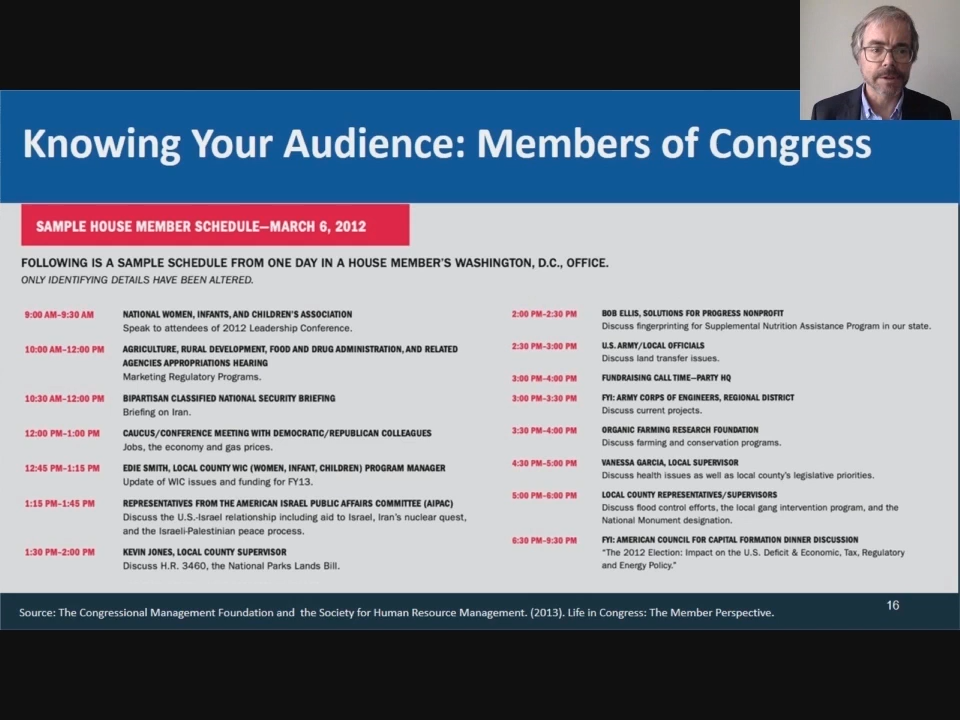 Knowing Your Audience: Members of Congress
SAMPLE HOUSE MEMBER SCHEDULE—MARCH 6, 2012
FOLLOWING IS A SAMPLE SCHEDULE FROM ONE DAY IN A HOUSE MEMBER'S WASHINGTON, D.C., OFFICE.
ONLY IDENTIFYING DETAILS HAVE BEEN ALTERED.
9:00 AM–9:30 AM NATIONAL WOMEN, INFANTS, AND CHILDREN'S ASSOCIATION
Speak to attendees of 2012 Leadership Conference.
10:00 AM–12:00 PM AGRICULTURE, RURAL DEVELOPMENT, FOOD AND DRUG ADMINISTRATION, AND RELATED
AGENCIES APPROPRIATIONS HEARING
Marketing Regulatory Programs.
10:30 AM–12:00 PM BIPARTISAN CLASSIFIED NATIONAL SECURITY BRIEFING
Briefing on Iran.
12:00 PM–1:00 PM CAUCUS/CONFERENCE MEETING WITH DEMOCRATIC/REPUBLICAN COLLEAGUES
Jobs, the economy and gas prices.
12:45 PM–1:15 PM EDIE SMITH, LOCAL COUNTY WIC (WOMEN, INFANT, CHILDREN) PROGRAM MANAGER
Update of WIC issues and funding for FY13.
1:15 PM–1:45 PM REPRESENTATIVES FROM THE AMERICAN ISRAEL PUBLIC AFFAIRS COMMITTEE (AIPAC)
Discuss the U.S.-Israel relationship including aid to Israel, Iran's nuclear quest,
and the Israeli-Palestinian peace process.
1:30 PM–2:00 PM KEVIN JONES, LOCAL COUNTY SUPERVISOR
Discuss H.R. 3460, the National Parks Lands Bill.
2:00 PM–2:30 PM BOB ELLIS, SOLUTIONS FOR PROGRESS NONPROFIT
Discuss fingerprinting for Supplemental Nutrition Assistance Program in our state.
2:30 PM–3:00 PM U.S. ARMY/LOCAL OFFICIALS
Discuss land transfer issues.
3:00 PM–4:00 PM FUNDRAISING CALL TIME—PARTY HQ
3:00 PM–3:30 PM FYI: ARMY CORPS OF ENGINEERS, REGIONAL DISTRICT
Discuss current projects.
3:30 PM–4:00 PM ORGANIC FARMING RESEARCH FOUNDATION
Discuss farming and conservation programs.
4:30 PM–5:00 PM VANESSA GARCIA, LOCAL SUPERVISOR
Discuss health issues as well as local county's legislative priorities.
5:00 PM–6:00 PM LOCAL COUNTY REPRESENTATIVES/SUPERVISORS
Discuss flood control efforts, the local gang intervention program, and the
National Monument designation.
6:30 PM–9:30 PM FYI: AMERICAN COUNCIL FOR CAPITAL FORMATION DINNER DISCUSSION
"The 2012 Election: Impact on the U.S. Deficit & Economic, Tax, Regulatory
and Energy Policy."
Source: The Congressional Management Foundation and the Society for Human Resource Management. (2013). Life in Congress: The Member Perspective.
16